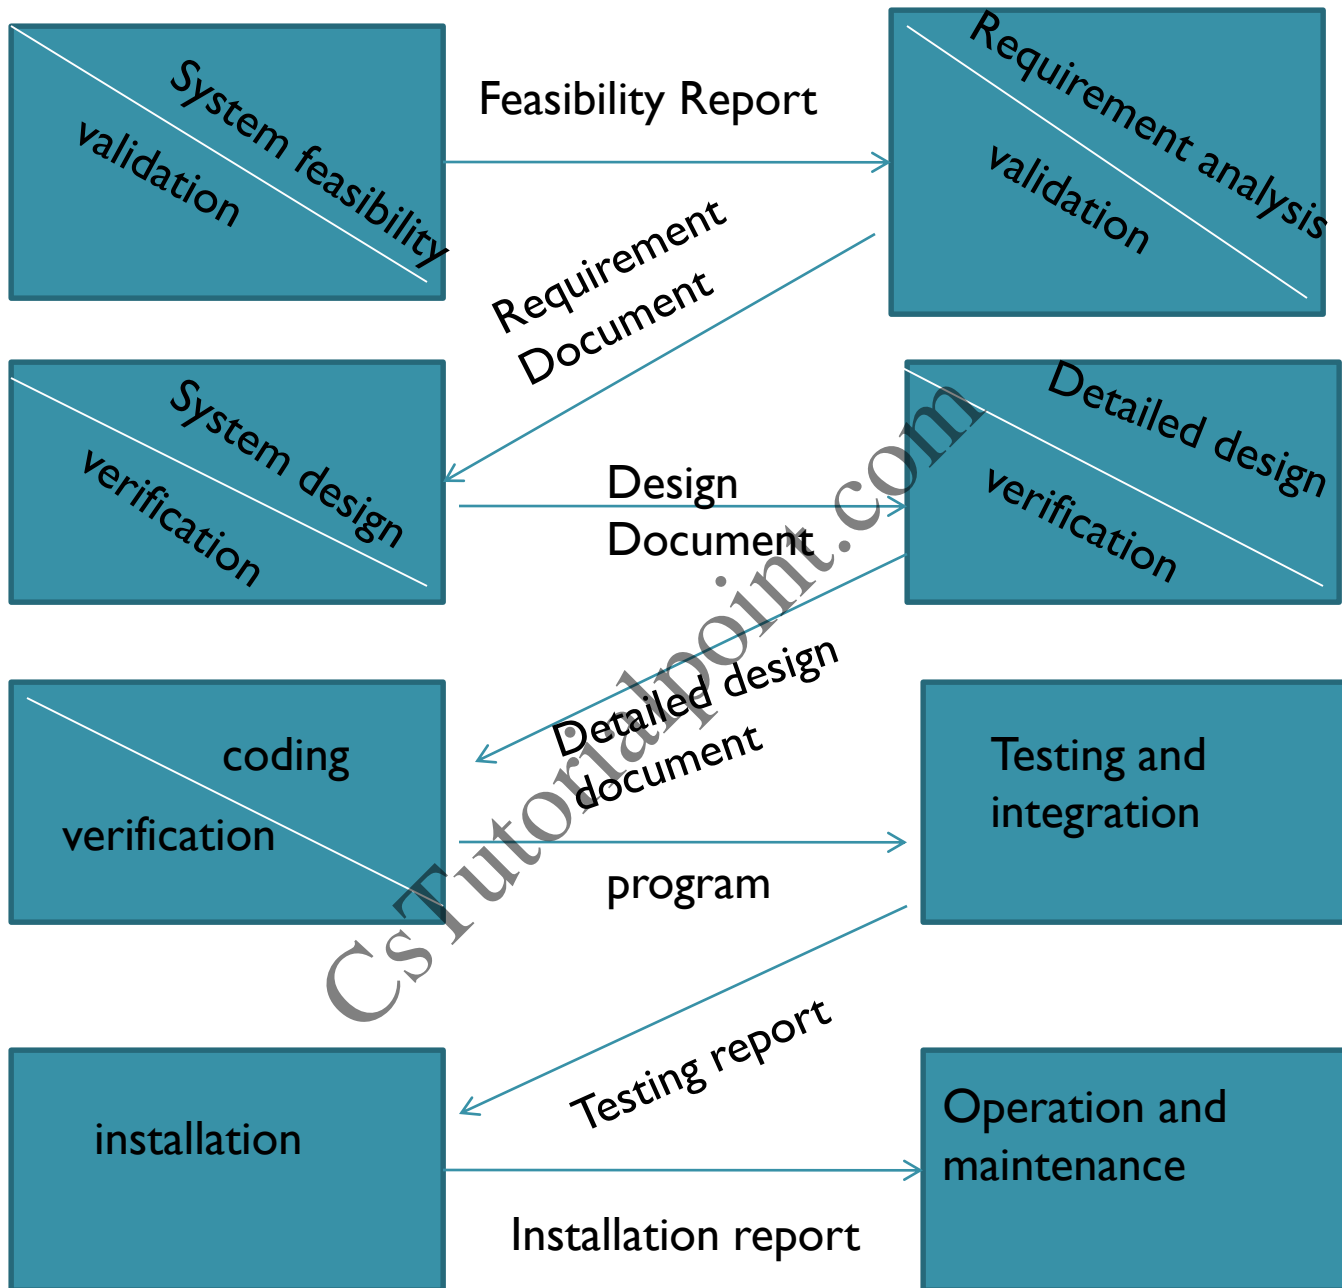 System feasibility
validation
Feasibility Report
Requirement analysis
validation
Requirement
Document
System design
verification
Design
Document
Detailed design
verification
Detailed design
document
coding
verification
program
Testing and
integration
Testing report
installation
Installation report
Operation and
maintenance
CsTutorialpoint.com